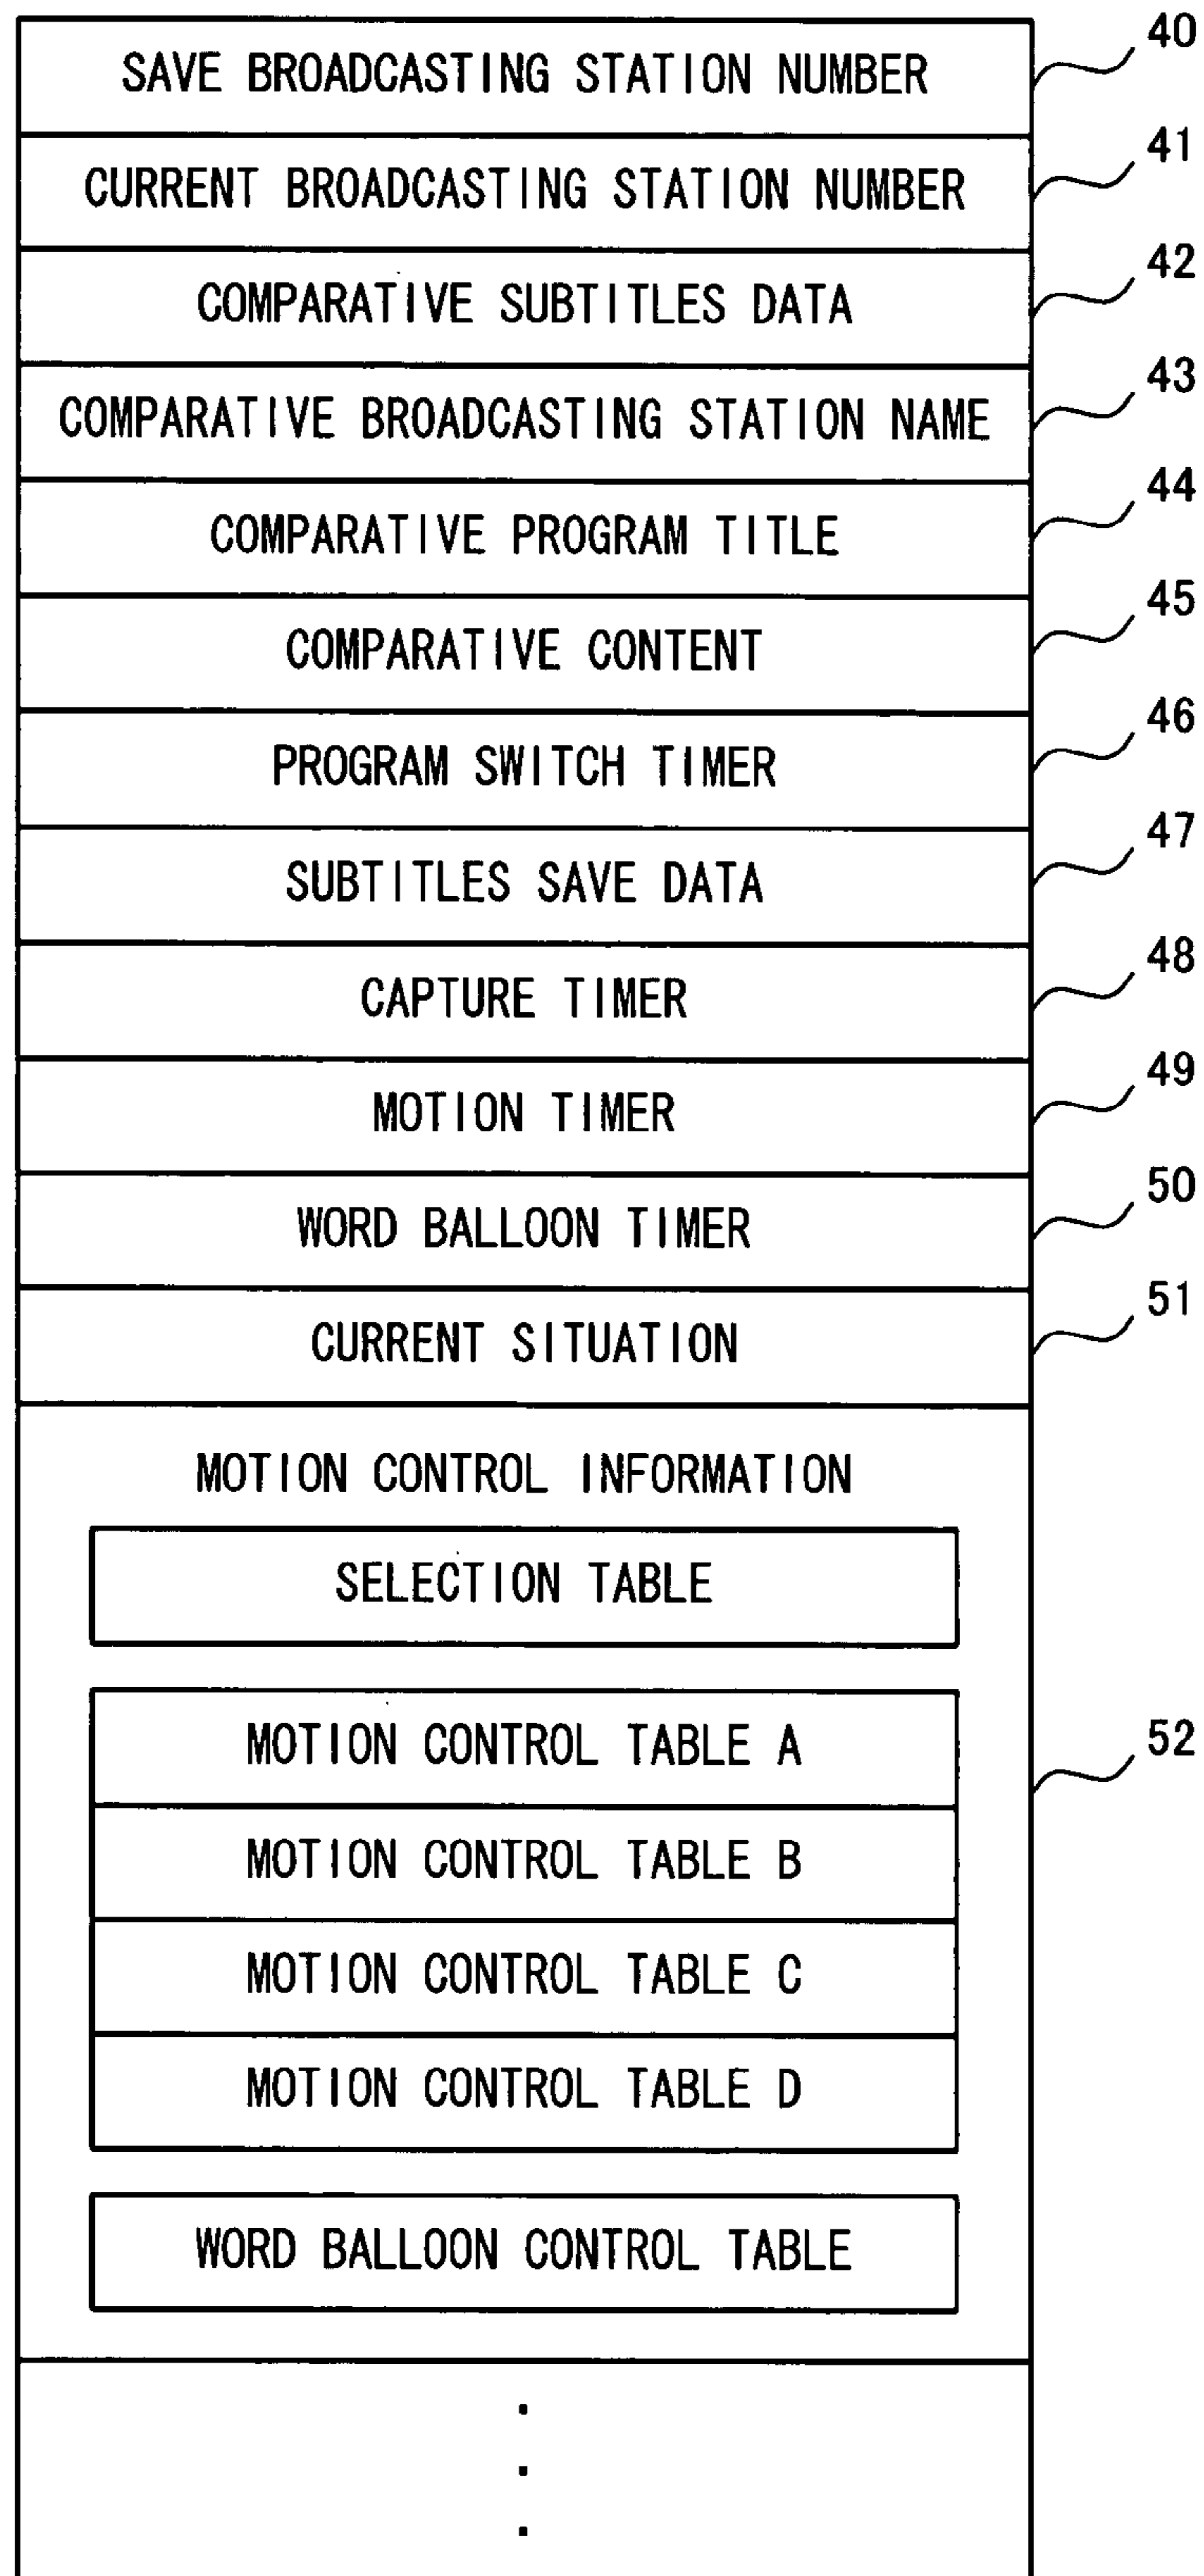 SAVE BROADCASTING STATION NUMBER 40
CURRENT BROADCASTING STATION NUMBER 41
COMPARATIVE SUBTITLES DATA 42
COMPARATIVE BROADCASTING STATION NAME 43
COMPARATIVE PROGRAM TITLE 44
COMPARATIVE CONTENT 45
PROGRAM SWITCH TIMER 46
SUBTITLES SAVE DATA 47
CAPTURE TIMER 48
MOTION TIMER 49
WORD BALLOON TIMER 50
CURRENT SITUATION 51
MOTION CONTROL INFORMATION
SELECTION TABLE
MOTION CONTROL TABLE A 52
MOTION CONTROL TABLE B
MOTION CONTROL TABLE C
MOTION CONTROL TABLE D
WORD BALLOON CONTROL TABLE